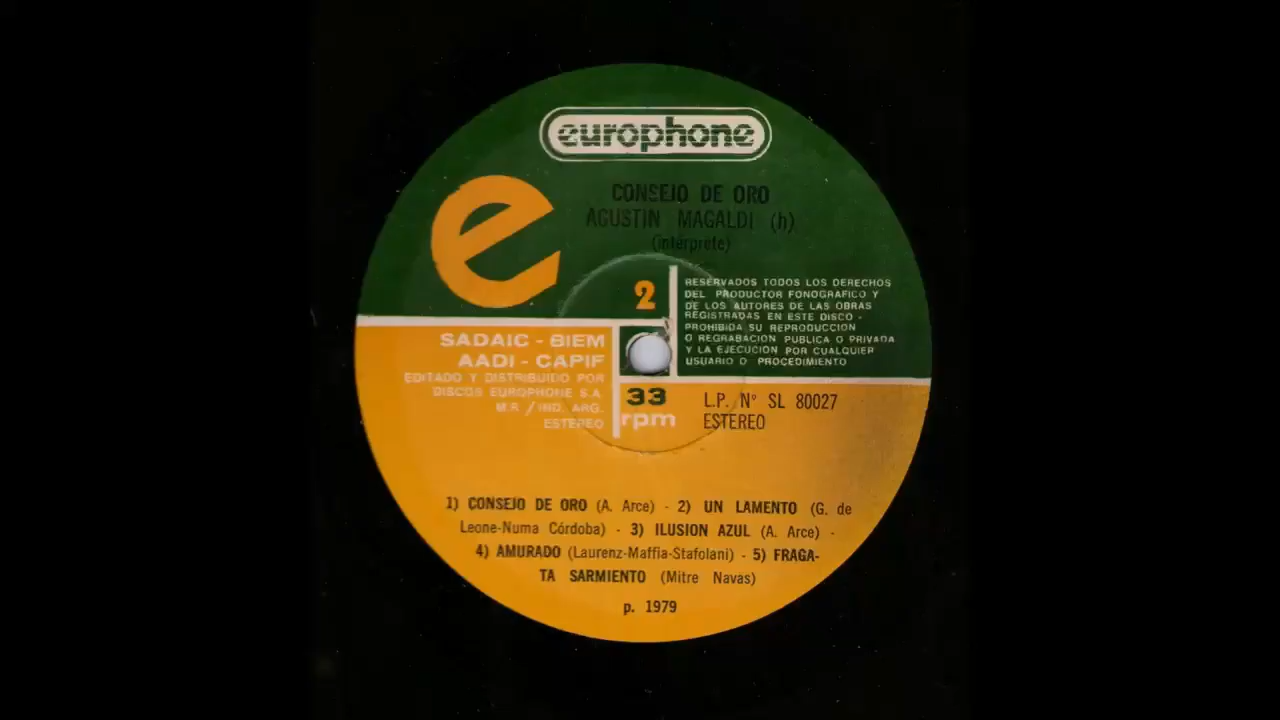 europhone
CONSEJO DE ORO
AGUSTIN MAGALDI (h)
(intérprete)
e
2
RESERVADOS TODOS LOS DERECHOS
DEL PRODUCTOR FONOGRAFICO Y
DE LOS AUTORES DE LAS OBRAS
REGISTRADAS EN ESTE DISCO -
PROHIBIDA SU REPRODUCCION
O REGRABACION PUBLICA O PRIVADA
Y LA EJECUCION POR CUALQUIER
USUARIO O PROCEDIMIENTO
SADAIC - BIEM
AADI - CAPIF
EDITADO Y DISTRIBUIDO POR
DISCOS EUROPHONE S.A.
M.R./IND. ARG.
ESTEREO
33
rpm
L.P. N° SL 80027
ESTEREO
1) CONSEJO DE ORO (A. Arce) - 2) UN LAMENTO (G. de
Leone-Numa Córdoba) - 3) ILUSION AZUL (A. Arce) -
4) AMURADO (Laurenz-Maffia-Stafolani) - 5) FRAGA-
TA SARMIENTO (Mitre Navas)
p. 1979